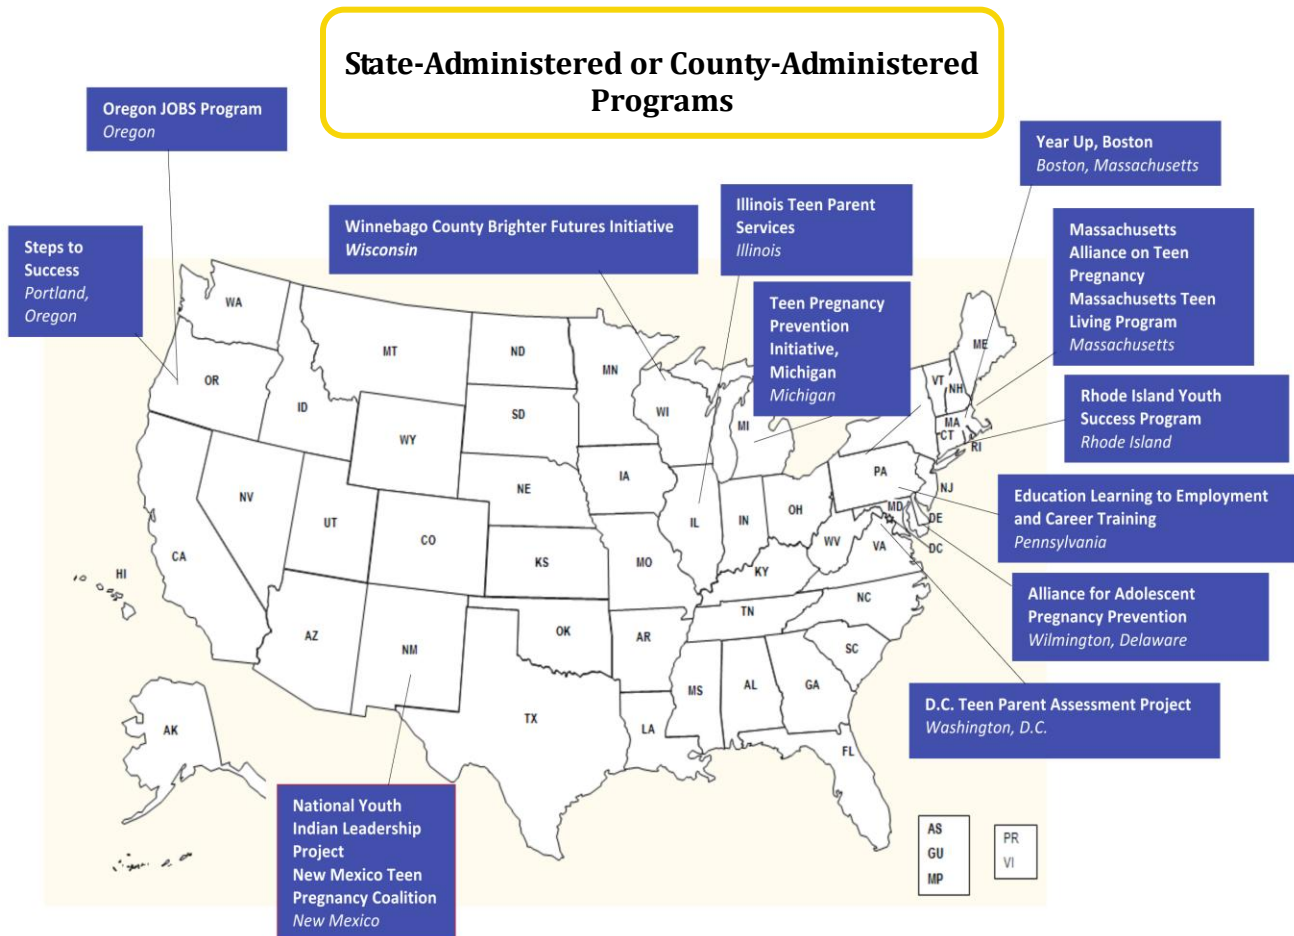 State-Administered or County-Administered
Programs
Oregon JOBS Program
Oregon
Year Up, Boston
Boston, Massachusetts
Illinois Teen Parent
Services
Illinois
Winnebago County Brighter Futures Initiative
Wisconsin
Massachusetts
Alliance on Teen
Pregnancy
Massachusetts Teen
Living Program
Massachusetts
Steps to
Success
Portland,
Oregon
Teen Pregnancy
Prevention
Initiative,
Michigan
Michigan
Rhode Island Youth
Success Program
Rhode Island
Education Learning to Employment
and Career Training
Pennsylvania
Alliance for Adolescent
Pregnancy Prevention
Wilmington, Delaware
D.C. Teen Parent Assessment Project
Washington, D.C.
National Youth
Indian Leadership
Project
New Mexico Teen
Pregnancy Coalition
New Mexico
WA
MT
ND
MN
ME
VT
NH
OR
ID
SD
WI
MI
MA
CT
RI
WY
IA
PA
NJ
NE
NV
UT
CO
IL
IN
OH
MD
DE
WV
VA
DC
CA
KS
MO
KY
HI
NC
TN
AZ
NM
OK
AR
SC
MS
AL
GA
TX
LA
AK
FL
AS
GU
MP
PR
VI